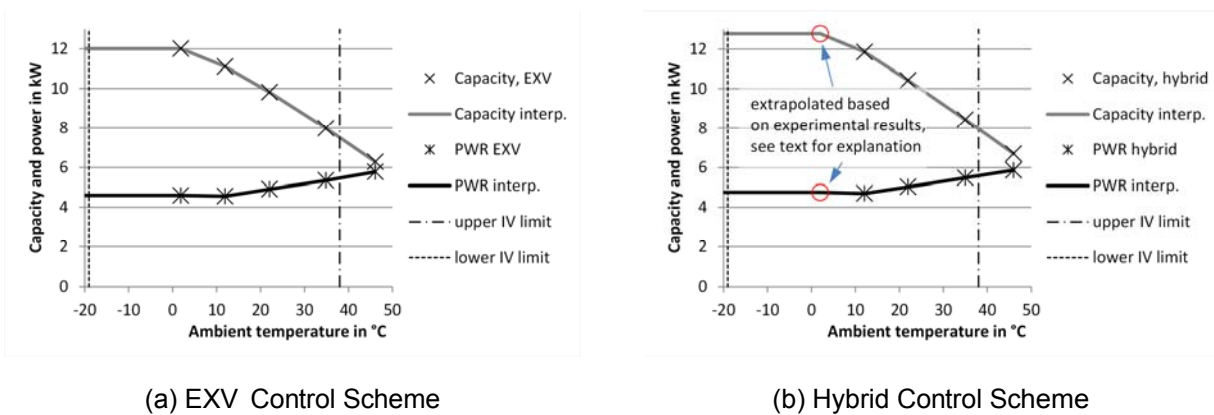 Capacity and power in kW
12
10
8
6
4
2
0
-20 -10 0 10 20 30 40 50
Ambient temperature in °C
Capacity, EXV
Capacity interp.
PWR EXV
PWR interp.
upper IV limit
lower IV limit
(a) EXV Control Scheme
Capacity and power in kW
12
10
8
6
4
2
0
extrapolated based
on experimental results,
see text for explanation
-20 -10 0 10 20 30 40 50
Ambient temperature in °C
Capacity, hybrid
Capacity interp.
PWR hybrid
PWR interp.
upper IV limit
lower IV limit
(b) Hybrid Control Scheme